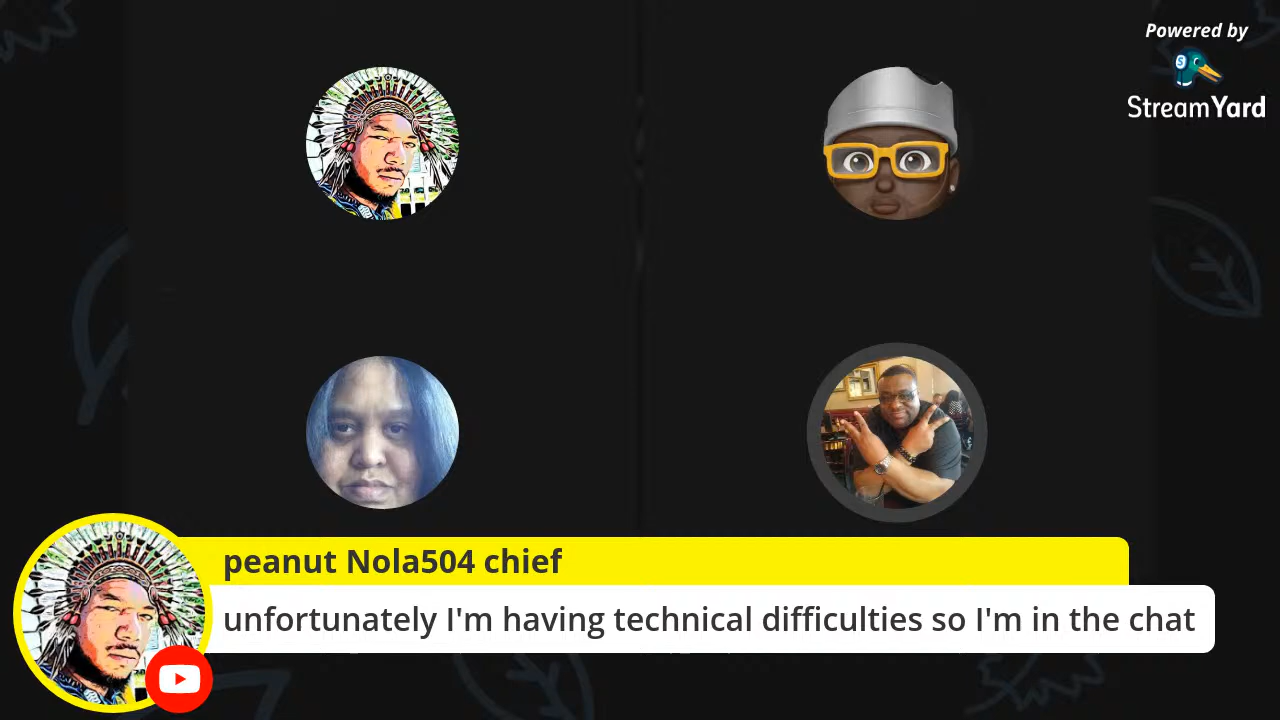 Powered by
StreamYard
peanut Nola504 chief
unfortunately I'm having technical difficulties so I'm in the chat